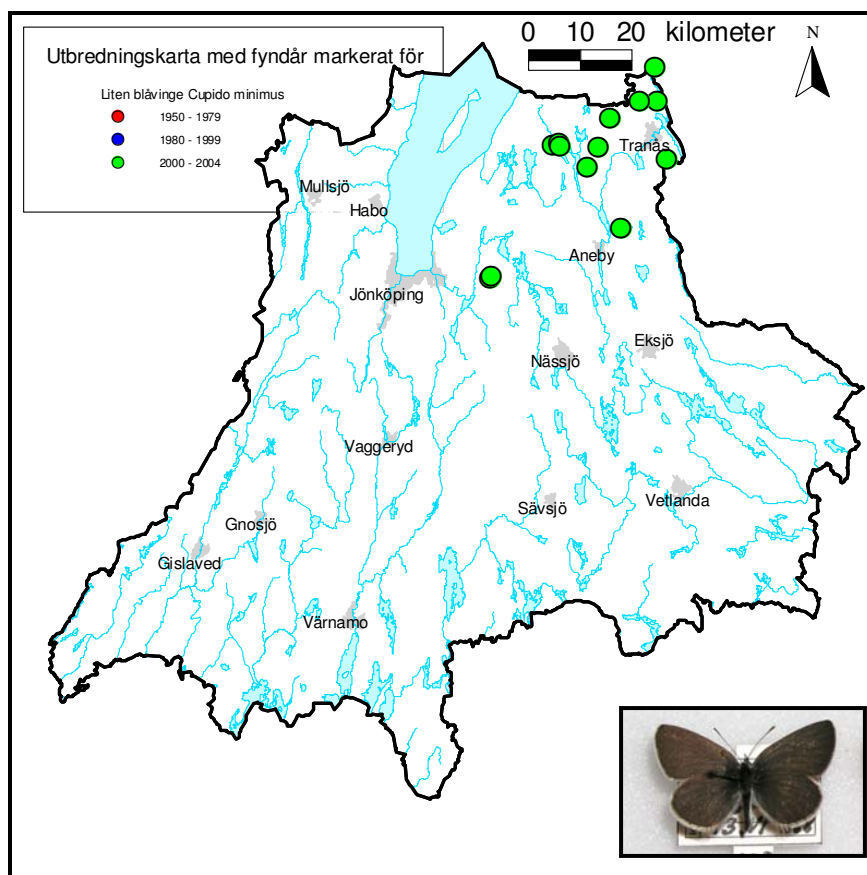 Utbredningskarta med fyndår markerat för
Liten blåvinge Cupido minimus
1950 - 1979
1980 - 1999
2000 - 2004
0 10 20 kilometer
N
Tranås
Mullsjö
Habo
Aneby
Jönköping
Eksjö
Nässjö
Vaggeryd
Vetlanda
Sävsjö
Gnosjö
Gislaved
Värnamo